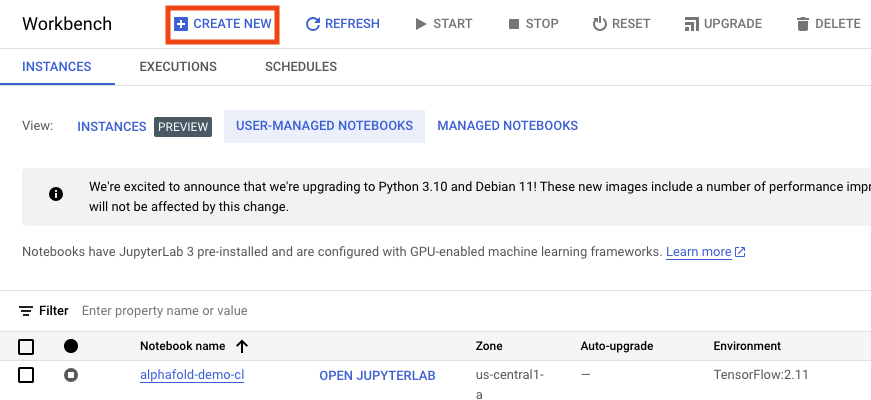 Workbench CREATE NEW REFRESH START STOP RESET UPGRADE DELETE
INSTANCES EXECUTIONS SCHEDULES
View: INSTANCES PREVIEW USER-MANAGED NOTEBOOKS MANAGED NOTEBOOKS
We're excited to announce that we're upgrading to Python 3.10 and Debian 11! These new images include a number of performance impr
will not be affected by this change.
Notebooks have JupyterLab 3 pre-installed and are configured with GPU-enabled machine learning frameworks. Learn more
Filter Enter property name or value
Notebook name Zone Auto-upgrade Environment
alphafold-demo-cl OPEN JUPYTERLAB us-central1- — TensorFlow:2.11
a